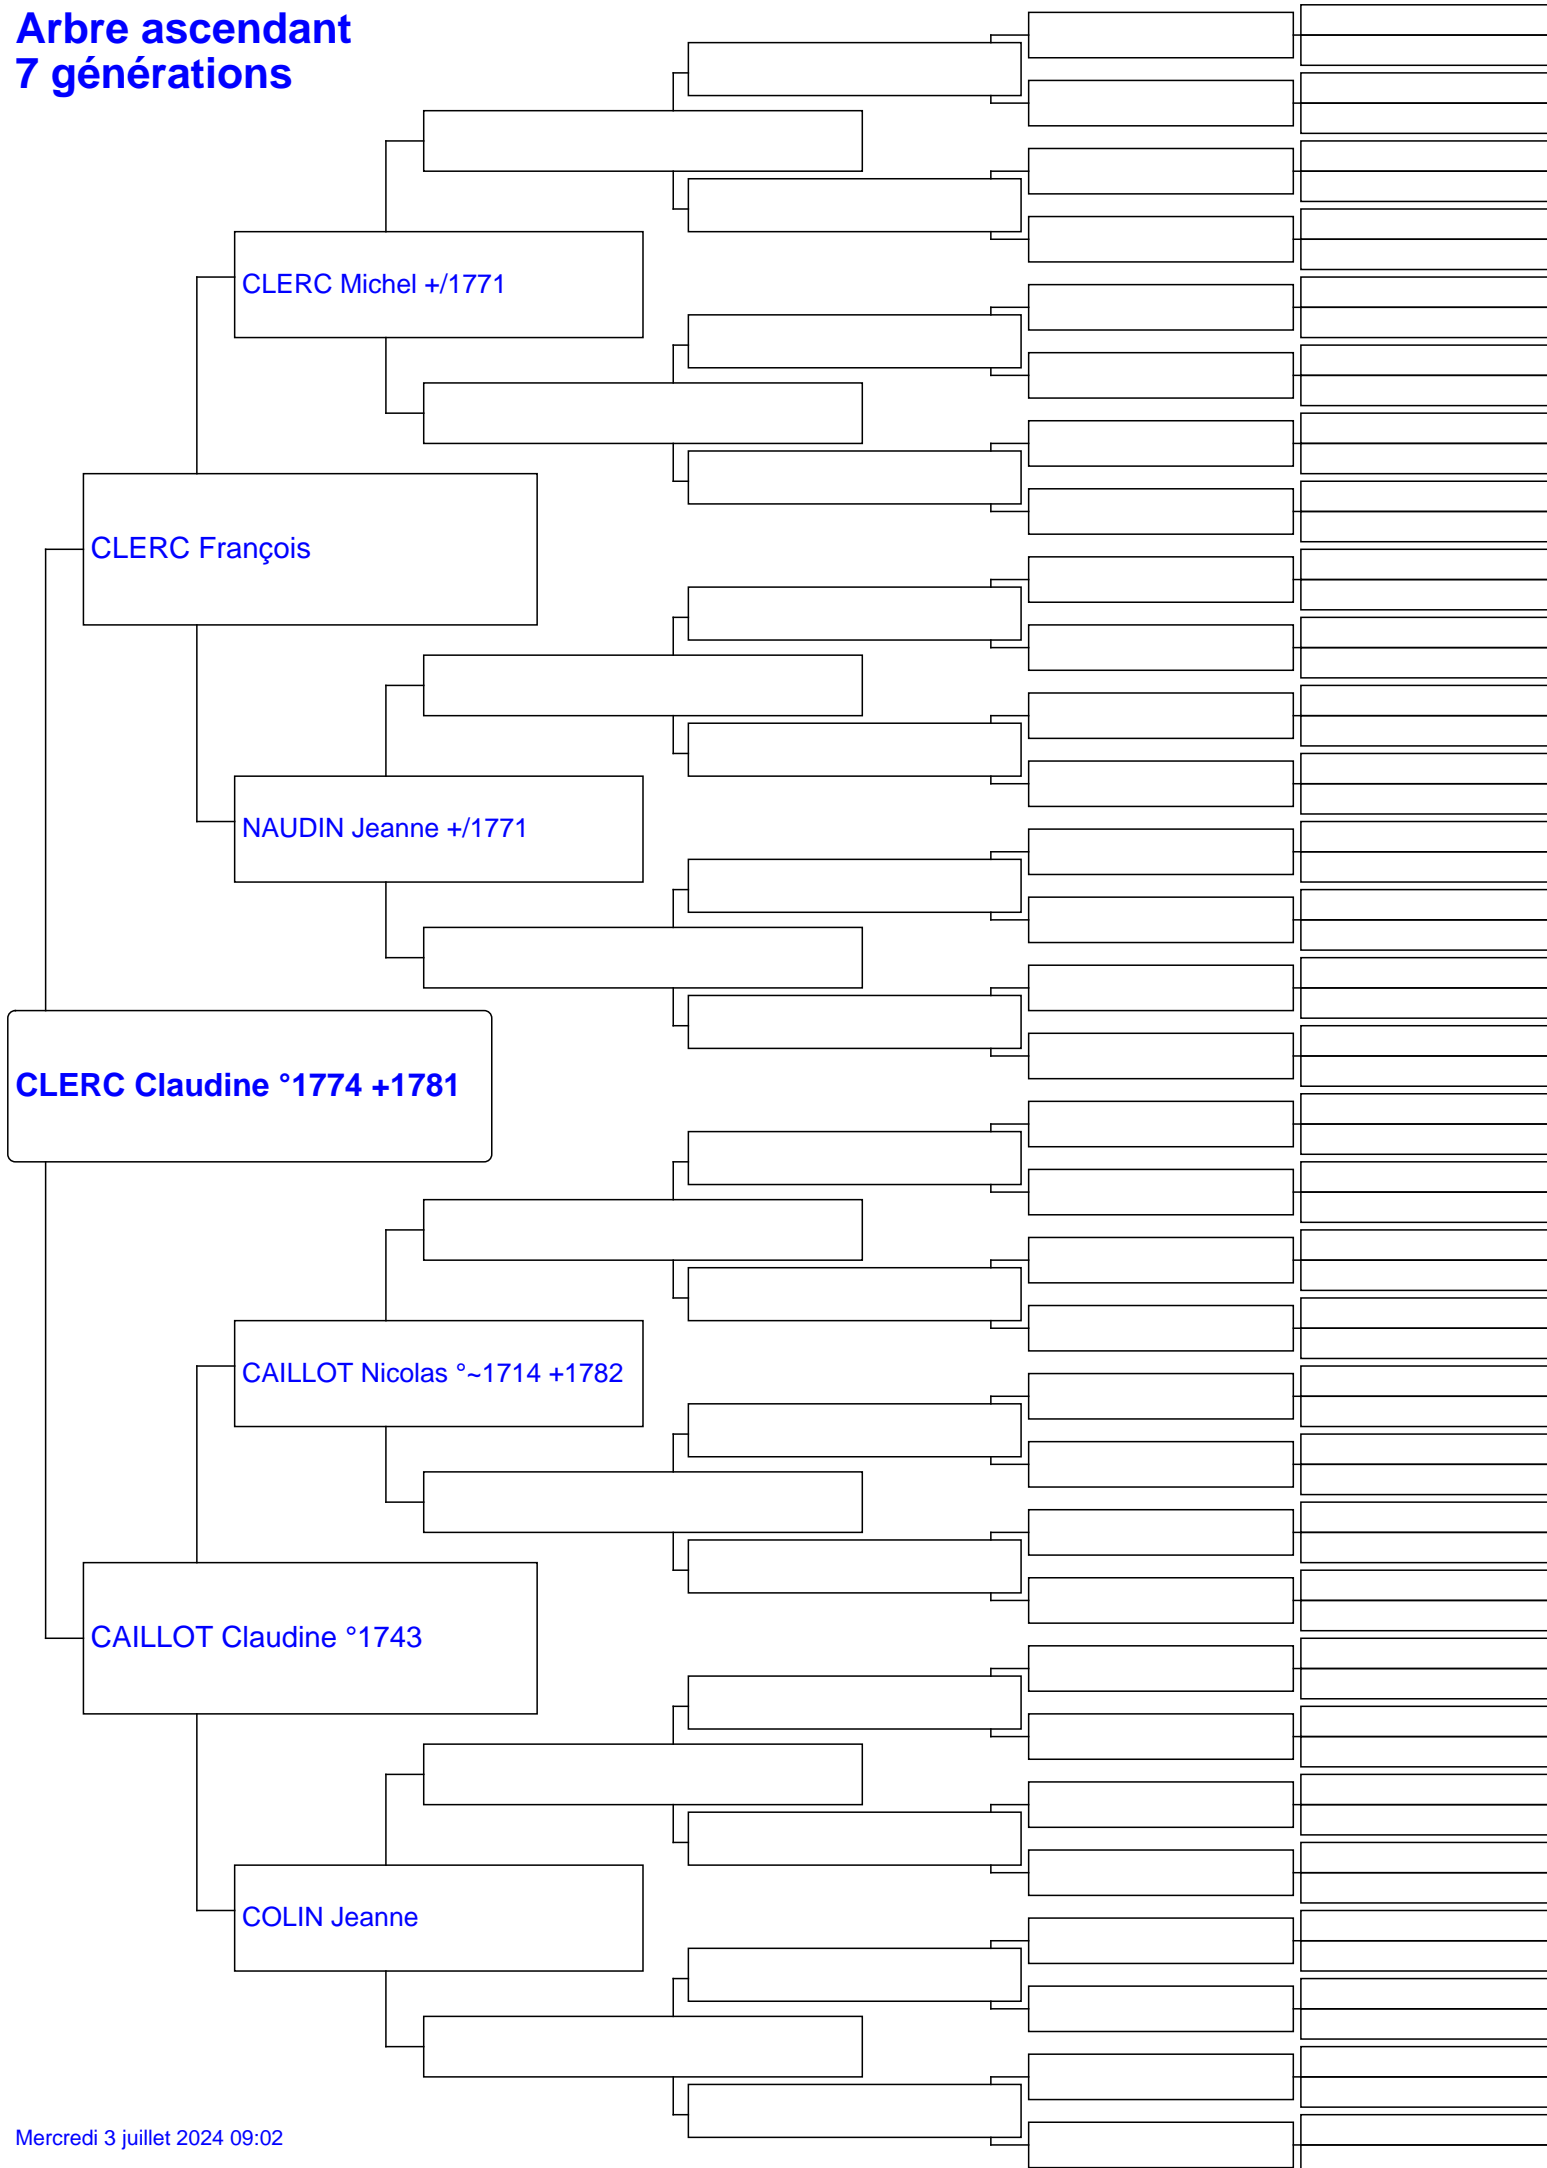 Arbre ascendant
7 générations
CLERC Michel +/1771
CLERC François
NAUDIN Jeanne +/1771
CLERC Claudine °1774 +1781
CAILLOT Nicolas °~1714 +1782
CAILLOT Claudine °1743
COLIN Jeanne
Mercredi 3 juillet 2024 09:02